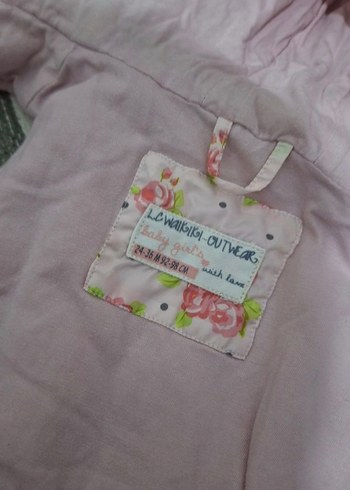 LC WAIKIKI-OUTWEAR
baby girls
24-36 M 92-98 CM
with love